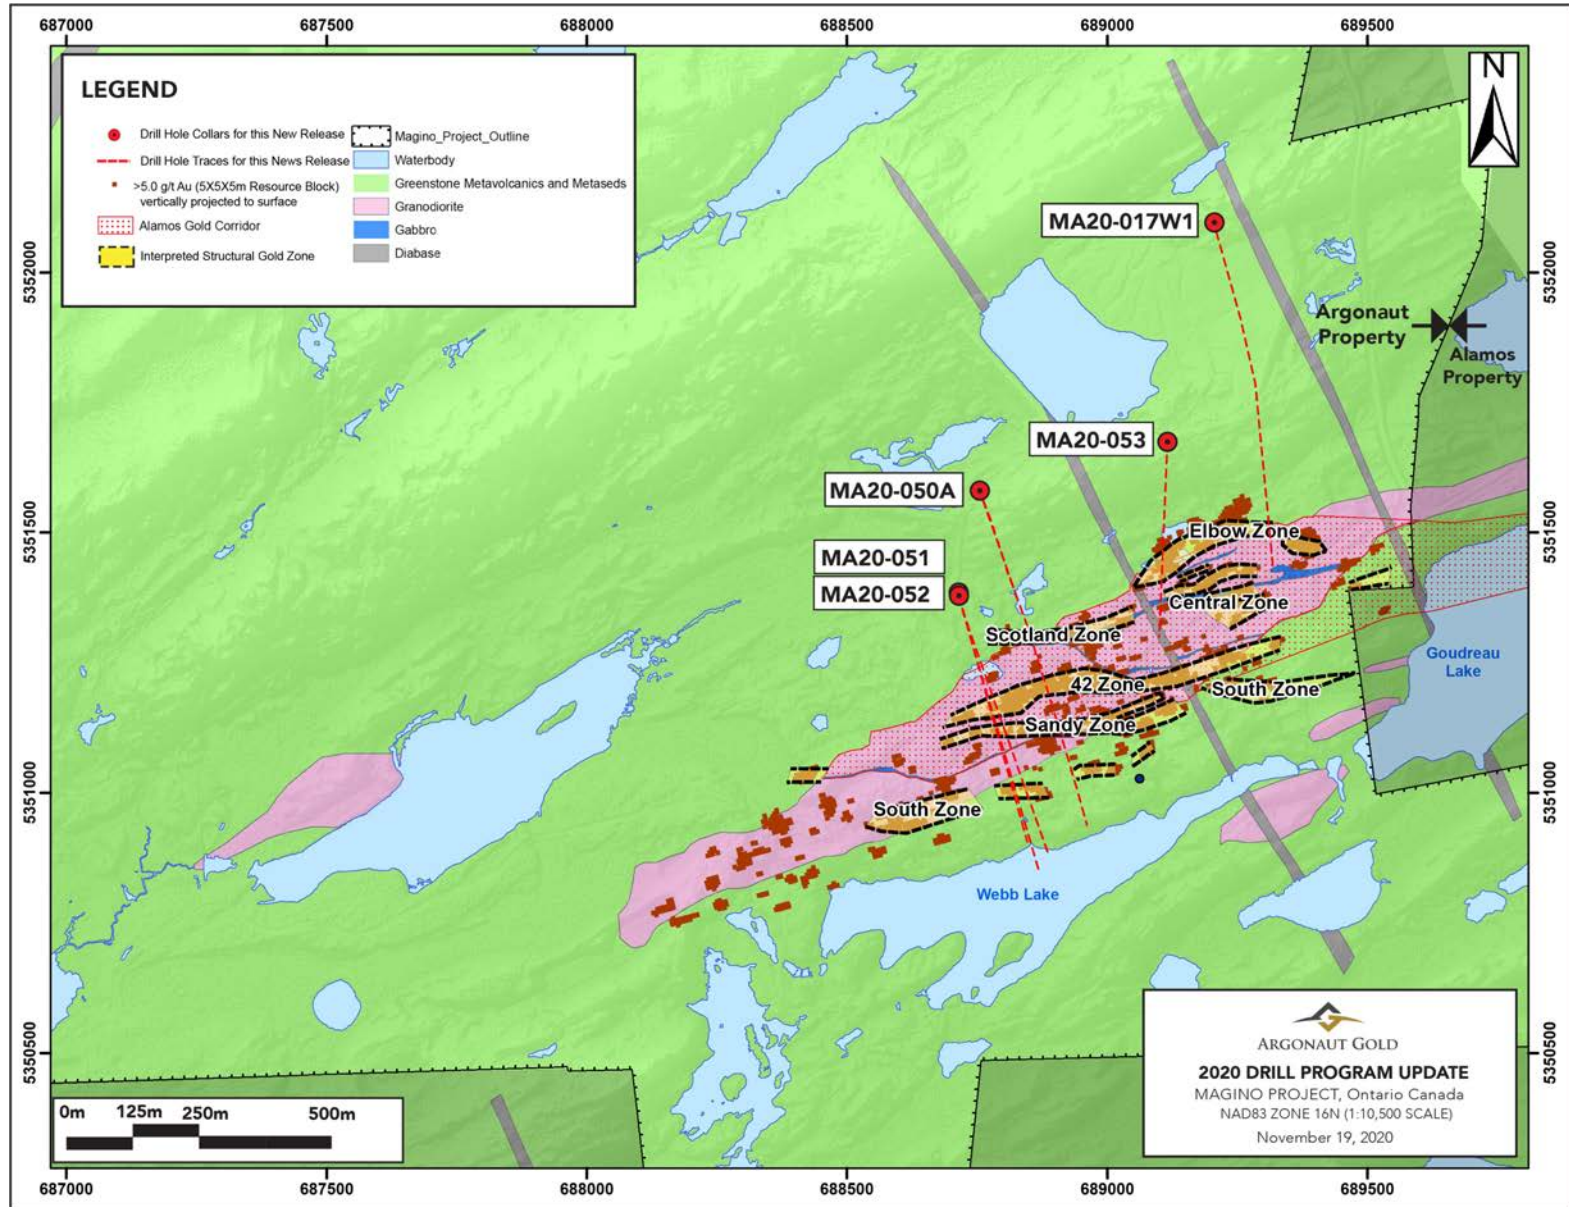 687000 687500 688000 688500 689000 689500
LEGEND
Drill Hole Collars for this New Release
Drill Hole Traces for this News Release
>5.0 g/t Au (5X5X5m Resource Block)
vertically projected to surface
Alamos Gold Corridor
Interpreted Structural Gold Zone
Magino_Project_Outline
Waterbody
Greenstone Metavolcanics and Metaseds
Granodiorite
Gabbro
Diabase
N
MA20-017W1
5352000
5352000
Argonaut
Property
Alamos
Property
MA20-053
MA20-050A
5351500
5351500
Elbow Zone
MA20-051
MA20-052
Central Zone
Scotland Zone
Goudreau
Lake
42 Zone
South Zone
Sandy Zone
5351000
5351000
South Zone
Webb Lake
5350500
5350500
ARGONAUT GOLD
2020 DRILL PROGRAM UPDATE
MAGINO PROJECT, Ontario Canada
NAD83 ZONE 16N (1:10,500 SCALE)
November 19, 2020
0m 125m 250m 500m
687000 687500 688000 688500 689000 689500